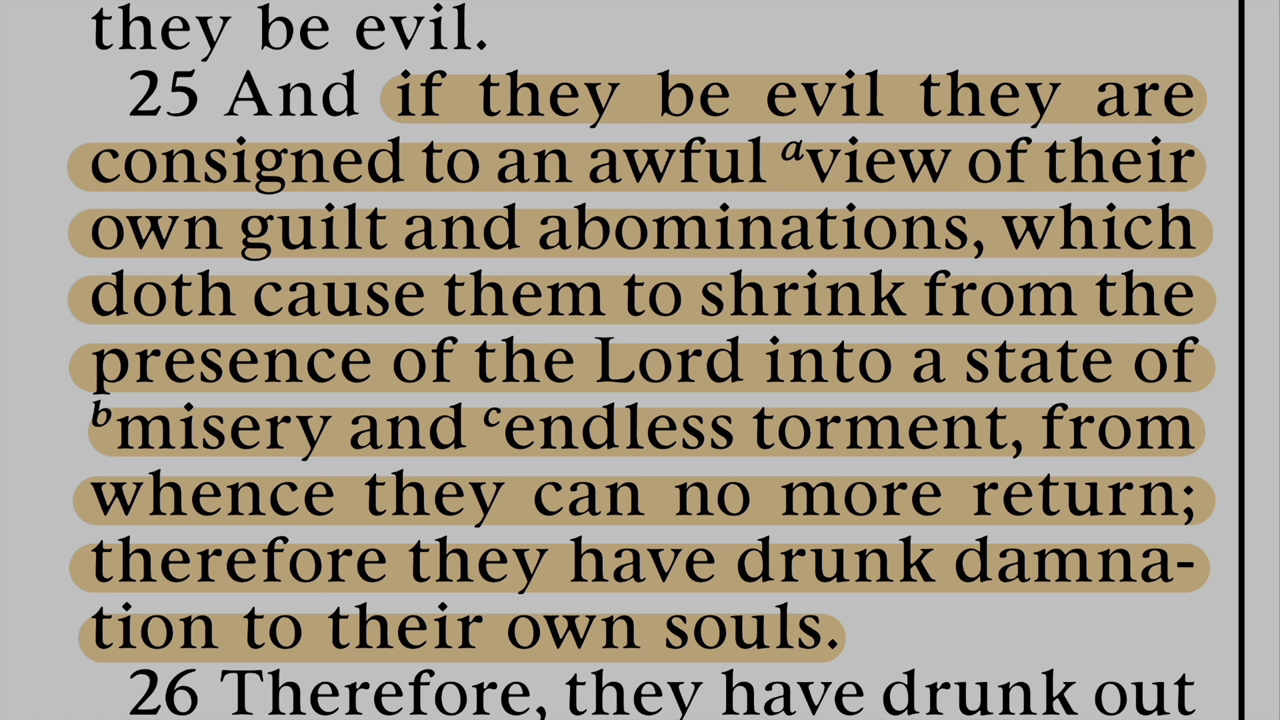 they be evil.
25 And if they be evil they are
consigned to an awful ᵃview of their
own guilt and abominations, which
doth cause them to shrink from the
presence of the Lord into a state of
ᵇmisery and ᶜendless torment, from
whence they can no more return;
therefore they have drunk damna-
tion to their own souls.
26 Therefore, they have drunk out